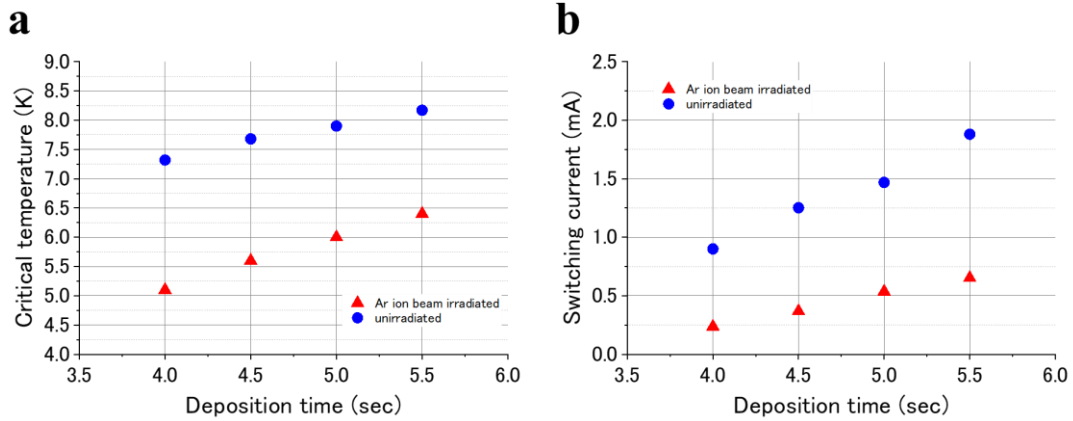 a
9.0
8.5
8.0
7.5
7.0
6.5
6.0
5.5
5.0
4.5
4.0
Critical temperature (K)
Ar ion beam irradiated
unirradiated
3.5 4.0 4.5 5.0 5.5 6.0
Deposition time (sec)
b
2.5
2.0
1.5
1.0
0.5
0.0
Switching current (mA)
Ar ion beam irradiated
unirradiated
3.5 4.0 4.5 5.0 5.5 6.0
Deposition time (sec)